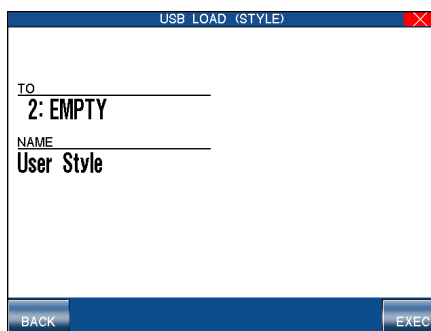 USB LOAD (STYLE)
TO
2: EMPTY
NAME
User Style
BACK
EXEC